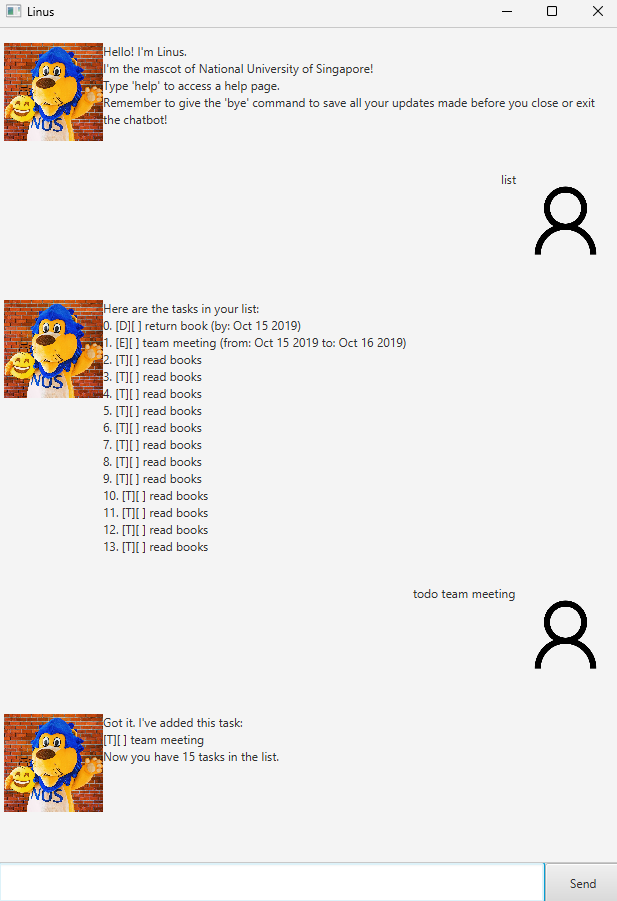 Linus
Hello! I'm Linus.
I'm the mascot of National University of Singapore!
Type 'help' to access a help page.
Remember to give the 'bye' command to save all your updates made before you close or exit
the chatbot!
NUS
list
Here are the tasks in your list:
0. [D][ ] return book (by: Oct 15 2019)
1. [E][ ] team meeting (from: Oct 15 2019 to: Oct 16 2019)
2. [T][ ] read books
3. [T][ ] read books
4. [T][ ] read books
5. [T][ ] read books
6. [T][ ] read books
7. [T][ ] read books
8. [T][ ] read books
9. [T][ ] read books
10. [T][ ] read books
11. [T][ ] read books
12. [T][ ] read books
13. [T][ ] read books
NUS
todo team meeting
Got it. I've added this task:
[T][ ] team meeting
Now you have 15 tasks in the list.
NUS
Send